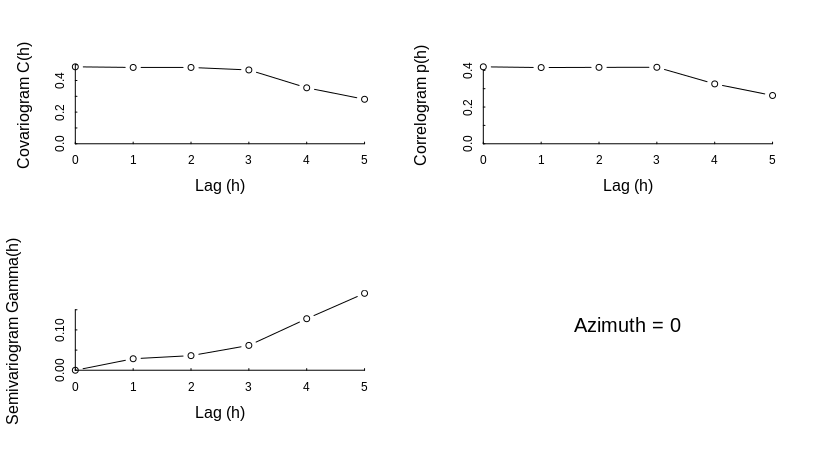 Covariogram C(h)
0.0 0.2 0.4
0 1 2 3 4 5
Lag (h)
Correlogram p(h)
0.0 0.2 0.4
0 1 2 3 4 5
Lag (h)
Semivariogram Gamma(h)
0.00 0.10
0 1 2 3 4 5
Lag (h)
Azimuth = 0